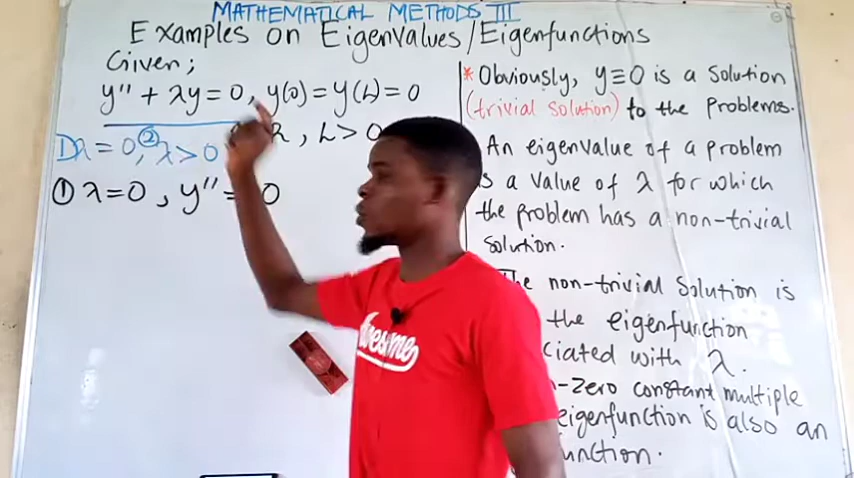 MATHEMATICAL METHODS III
Examples on Eigenvalues/Eigenfunctions
Given;
y'' + λy = 0, y(0) = y(L) = 0
, L > 0
① λ = 0, ② λ > 0
① λ = 0, y'' = 0
* Obviously, y ≡ 0 is a solution
(trivial solution) to the problems.
An eigenvalue of a problem
is a value of λ for which
the problem has a non-trivial
solution.
The non-trivial solution is
the eigenfunction
with λ.
-zero constant multiple
eigenfunction is also an
Awesome